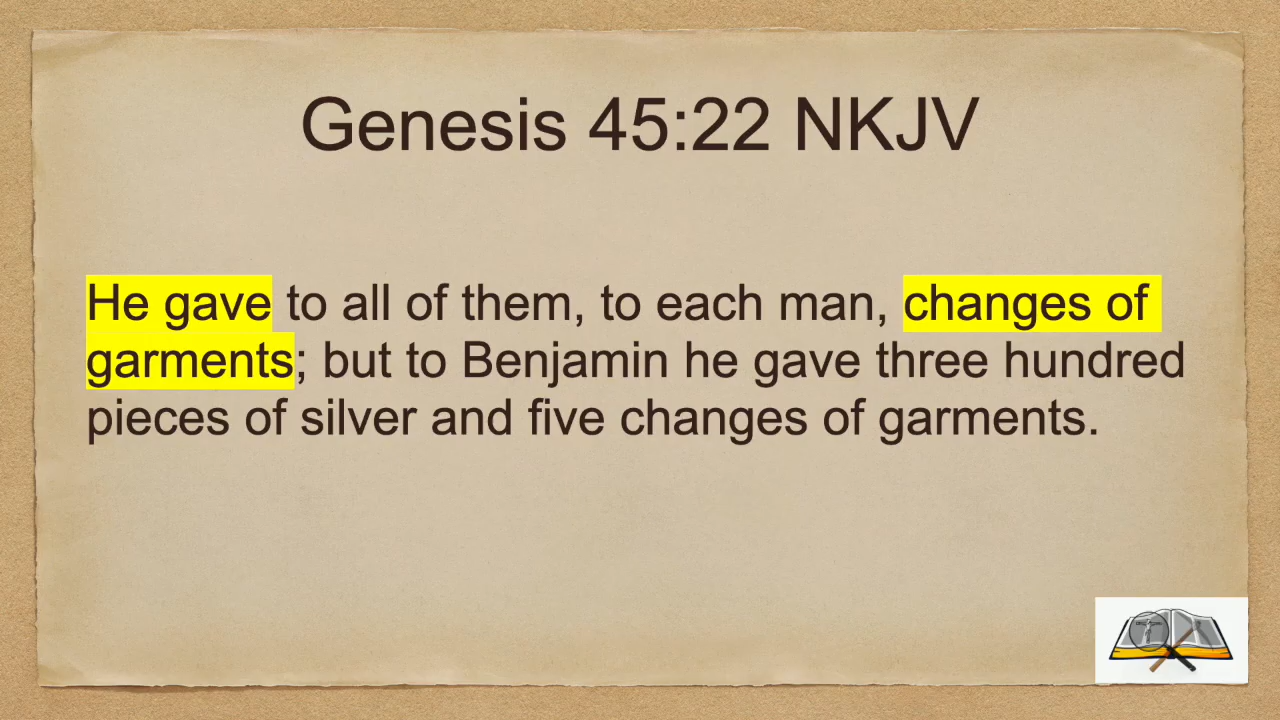 Genesis 45:22 NKJV
He gave to all of them, to each man, changes of
garments; but to Benjamin he gave three hundred
pieces of silver and five changes of garments.